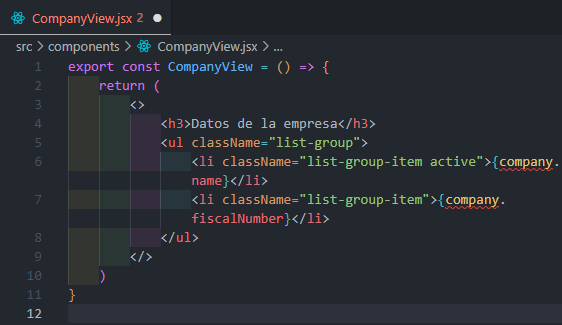 CompanyView.jsx 2
src > components > CompanyView.jsx > ...
1 export const CompanyView = () => {
2 return (
3 <>
4 <h3>Datos de la empresa</h3>
5 <ul className="list-group">
6 <li className="list-group-item active">{company.
name}</li>
7 <li className="list-group-item">{company.
fiscalNumber}</li>
8 </ul>
9 </>
10 )
11 }
12